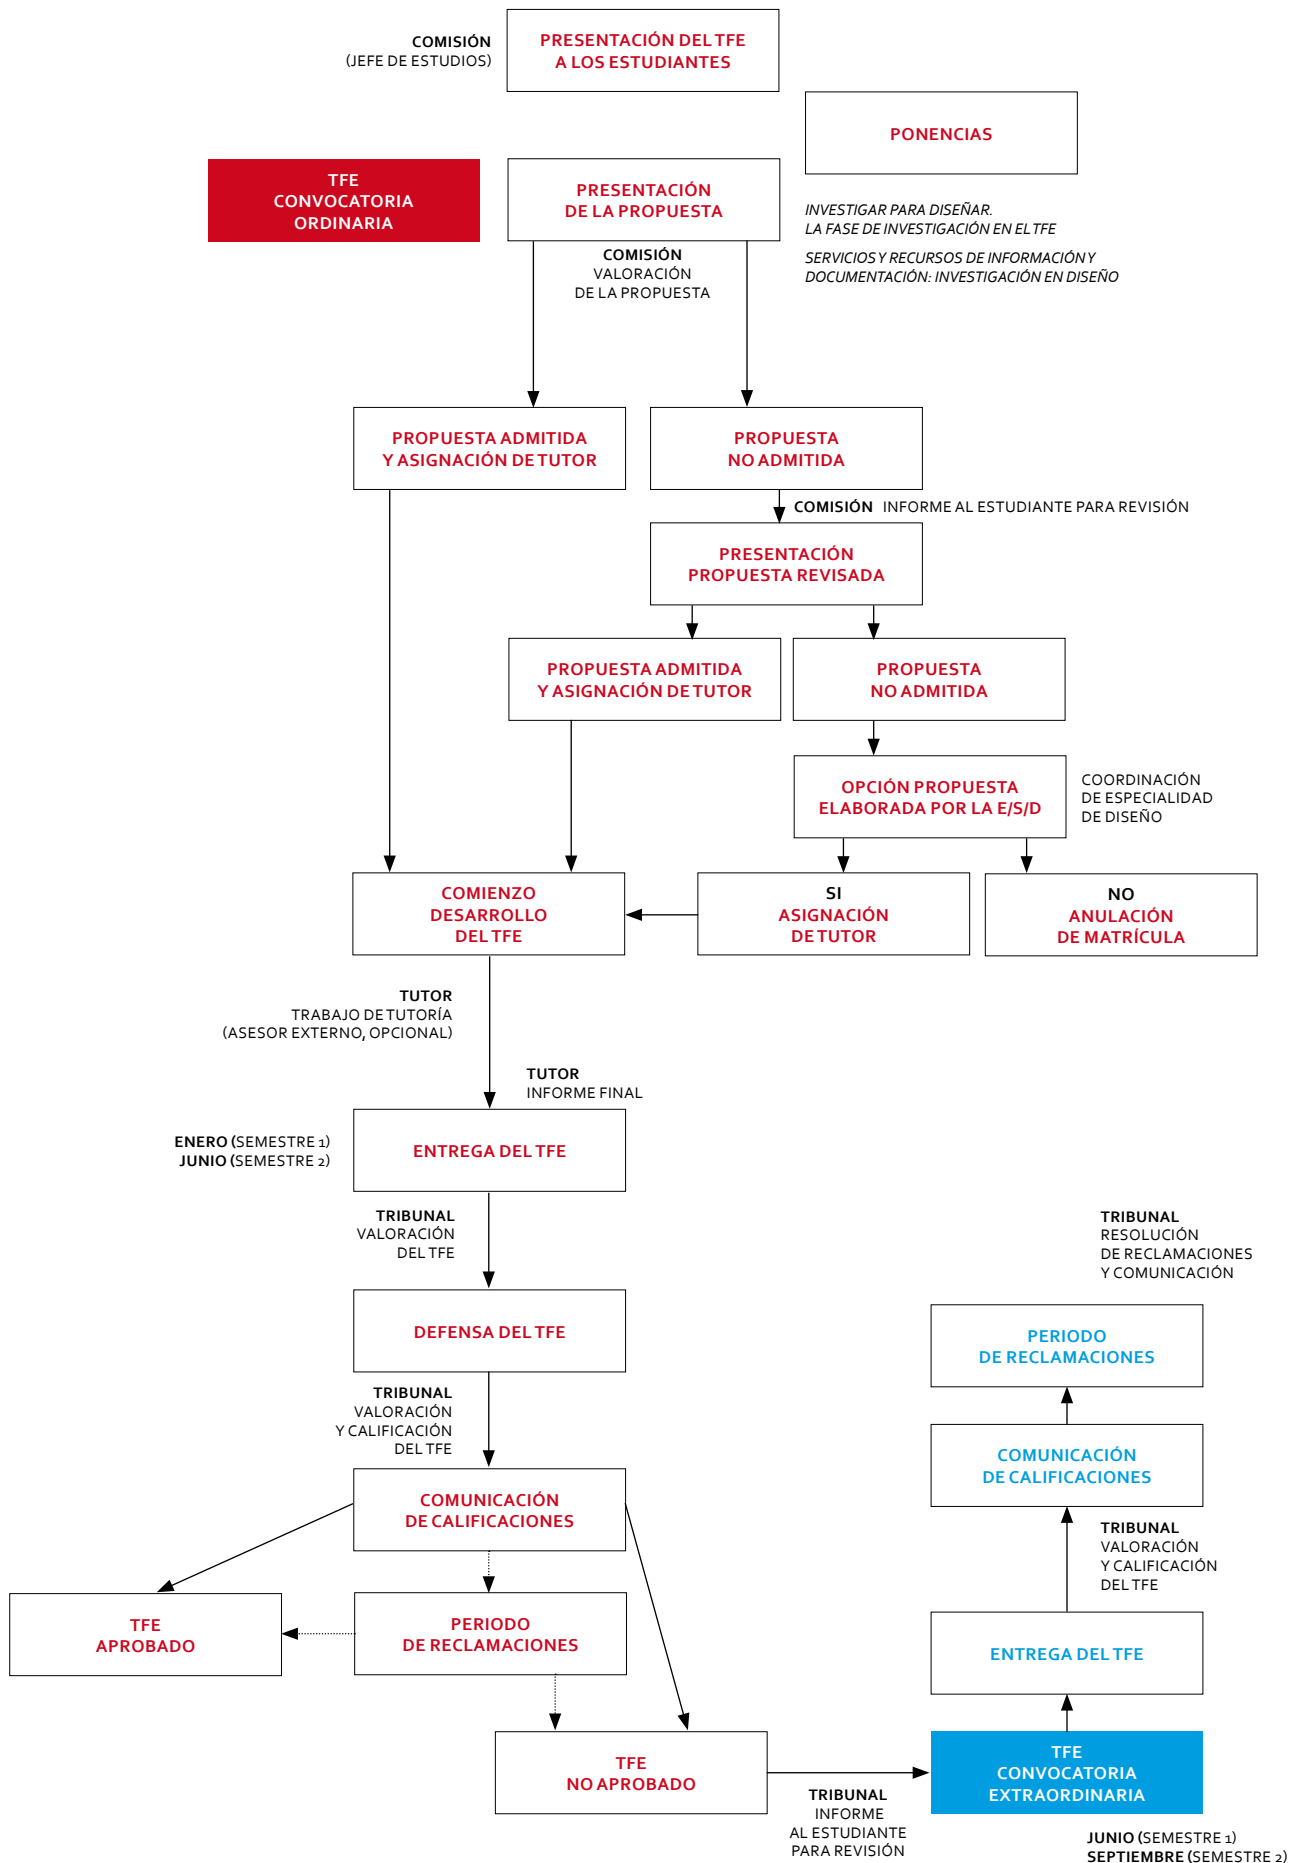 COMISIÓN
(JEFE DE ESTUDIOS)
PRESENTACIÓN DEL TFE
A LOS ESTUDIANTES
PONENCIAS
TFE
CONVOCATORIA
ORDINARIA
PRESENTACIÓN
DE LA PROPUESTA
INVESTIGAR PARA DISEÑAR.
LA FASE DE INVESTIGACIÓN EN EL TFE
SERVICIOS Y RECURSOS DE INFORMACIÓN Y
DOCUMENTACIÓN: INVESTIGACIÓN EN DISEÑO
COMISIÓN
VALORACIÓN
DE LA PROPUESTA
PROPUESTA ADMITIDA
Y ASIGNACIÓN DE TUTOR
PROPUESTA
NO ADMITIDA
COMISIÓN INFORME AL ESTUDIANTE PARA REVISIÓN
PRESENTACIÓN
PROPUESTA REVISADA
PROPUESTA ADMITIDA
Y ASIGNACIÓN DE TUTOR
PROPUESTA
NO ADMITIDA
OPCIÓN PROPUESTA
ELABORADA POR LA E/S/D
COORDINACIÓN
DE ESPECIALIDAD
DE DISEÑO
COMIENZO
DESARROLLO
DEL TFE
SI
ASIGNACIÓN
DE TUTOR
NO
ANULACIÓN
DE MATRÍCULA
TUTOR
TRABAJO DE TUTORÍA
(ASESOR EXTERNO, OPCIONAL)
TUTOR
INFORME FINAL
ENERO (SEMESTRE 1)
JUNIO (SEMESTRE 2)
ENTREGA DEL TFE
TRIBUNAL
VALORACIÓN
DEL TFE
DEFENSA DEL TFE
TRIBUNAL
VALORACIÓN
Y CALIFICACIÓN
DEL TFE
COMUNICACIÓN
DE CALIFICACIONES
TFE
APROBADO
PERIODO
DE RECLAMACIONES
TFE
NO APROBADO
TRIBUNAL
INFORME
AL ESTUDIANTE
PARA REVISIÓN
TRIBUNAL
RESOLUCIÓN
DE RECLAMACIONES
Y COMUNICACIÓN
PERIODO
DE RECLAMACIONES
COMUNICACIÓN
DE CALIFICACIONES
TRIBUNAL
VALORACIÓN
Y CALIFICACIÓN
DEL TFE
ENTREGA DEL TFE
TFE
CONVOCATORIA
EXTRAORDINARIA
JUNIO (SEMESTRE 1)
SEPTIEMBRE (SEMESTRE 2)